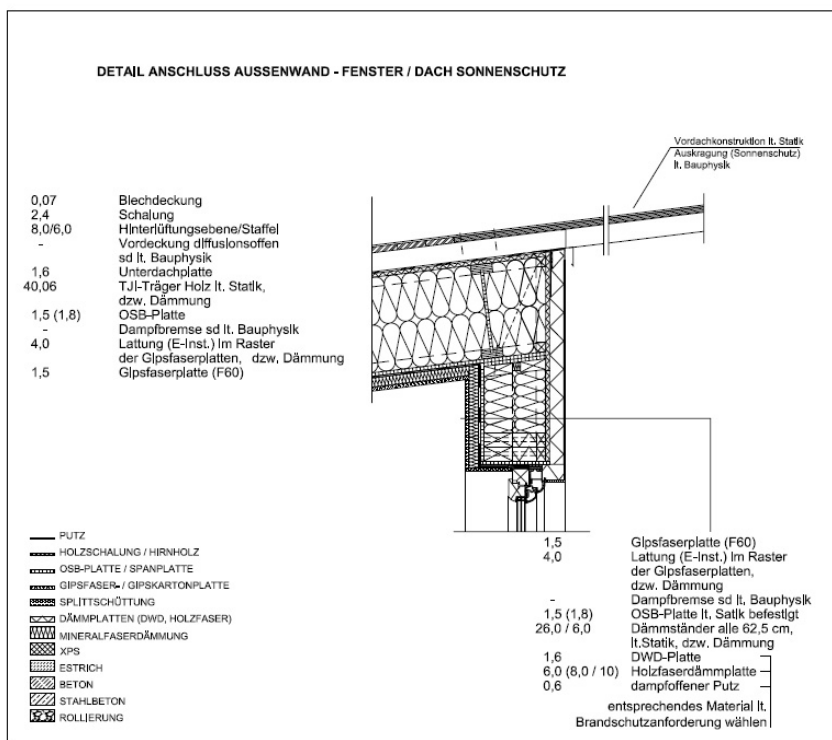 DETAIL ANSCHLUSS AUSSENWAND - FENSTER / DACH SONNENSCHUTZ
Vordachkonstruktion lt. Statik
Auskragung (Sonnenschutz)
lt. Bauphysik
0,07 Blechdeckung
2,4 Schalung
8,0/6,0 Hinterlüftungsebene/Staffel
- Vordeckung diffusionsoffen
sd lt. Bauphysik
1,6 Unterdachplatte
40,06 TJI-Träger Holz lt. Statik,
dzw. Dämmung
1,5 (1,8) OSB-Platte
- Dampfbremse sd lt. Bauphysik
4,0 Lattung (E-Inst.) im Raster
der Gipsfaserplatten, dzw. Dämmung
1,5 Gipsfaserplatte (F60)
PUTZ
HOLZSCHALUNG / HIRNHOLZ
OSB-PLATTE / SPANPLATTE
GIPSFASER- / GIPSKARTONPLATTE
SPLITTSCHÜTTUNG
DÄMMPLATTEN (DWD, HOLZFASER)
MINERALFASERDÄMMUNG
XPS
ESTRICH
BETON
STAHLBETON
ROLLIERUNG
1,5 Gipsfaserplatte (F60)
4,0 Lattung (E-Inst.) im Raster
der Gipsfaserplatten,
dzw. Dämmung
- Dampfbremse sd lt. Bauphysik
1,5 (1,8) OSB-Platte lt. Satik befestigt
26,0 / 6,0 Dämmständer alle 62,5 cm,
lt.Statik, dzw. Dämmung
1,6 DWD-Platte
6,0 (8,0 / 10) Holzfaserdämmplatte
0,6 dampfoffener Putz
entsprechendes Material lt.
Brandschutzanforderung wählen